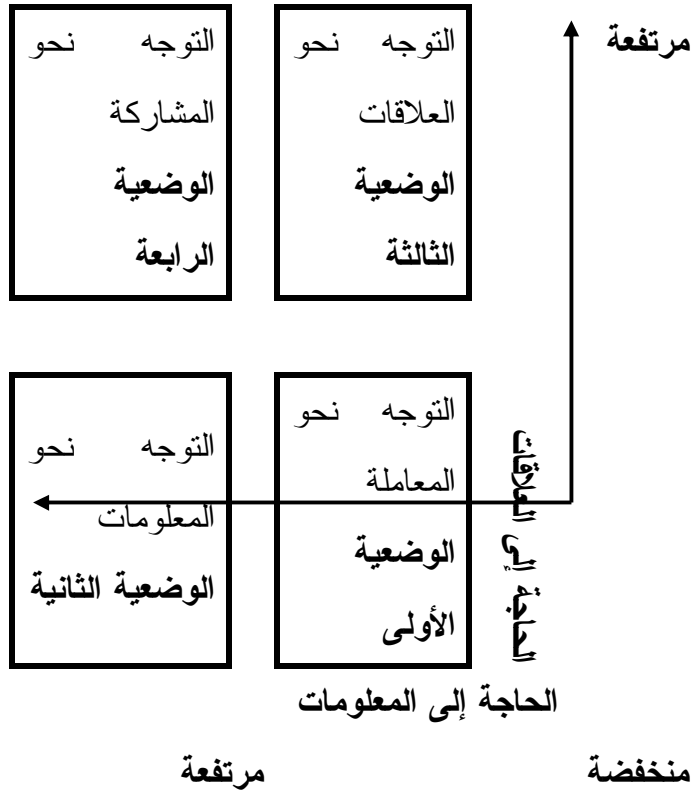 مرتفعة
التوجه نحو
العلاقات
الوضعية
الثالثة
التوجه نحو
المشاركة
الوضعية
الرابعة
الحاجة إلى العلاقات
التوجه نحو
المعاملة
الوضعية
الأولى
التوجه نحو
المعلومات
الوضعية الثانية
الحاجة إلى المعلومات
منخفضة
مرتفعة